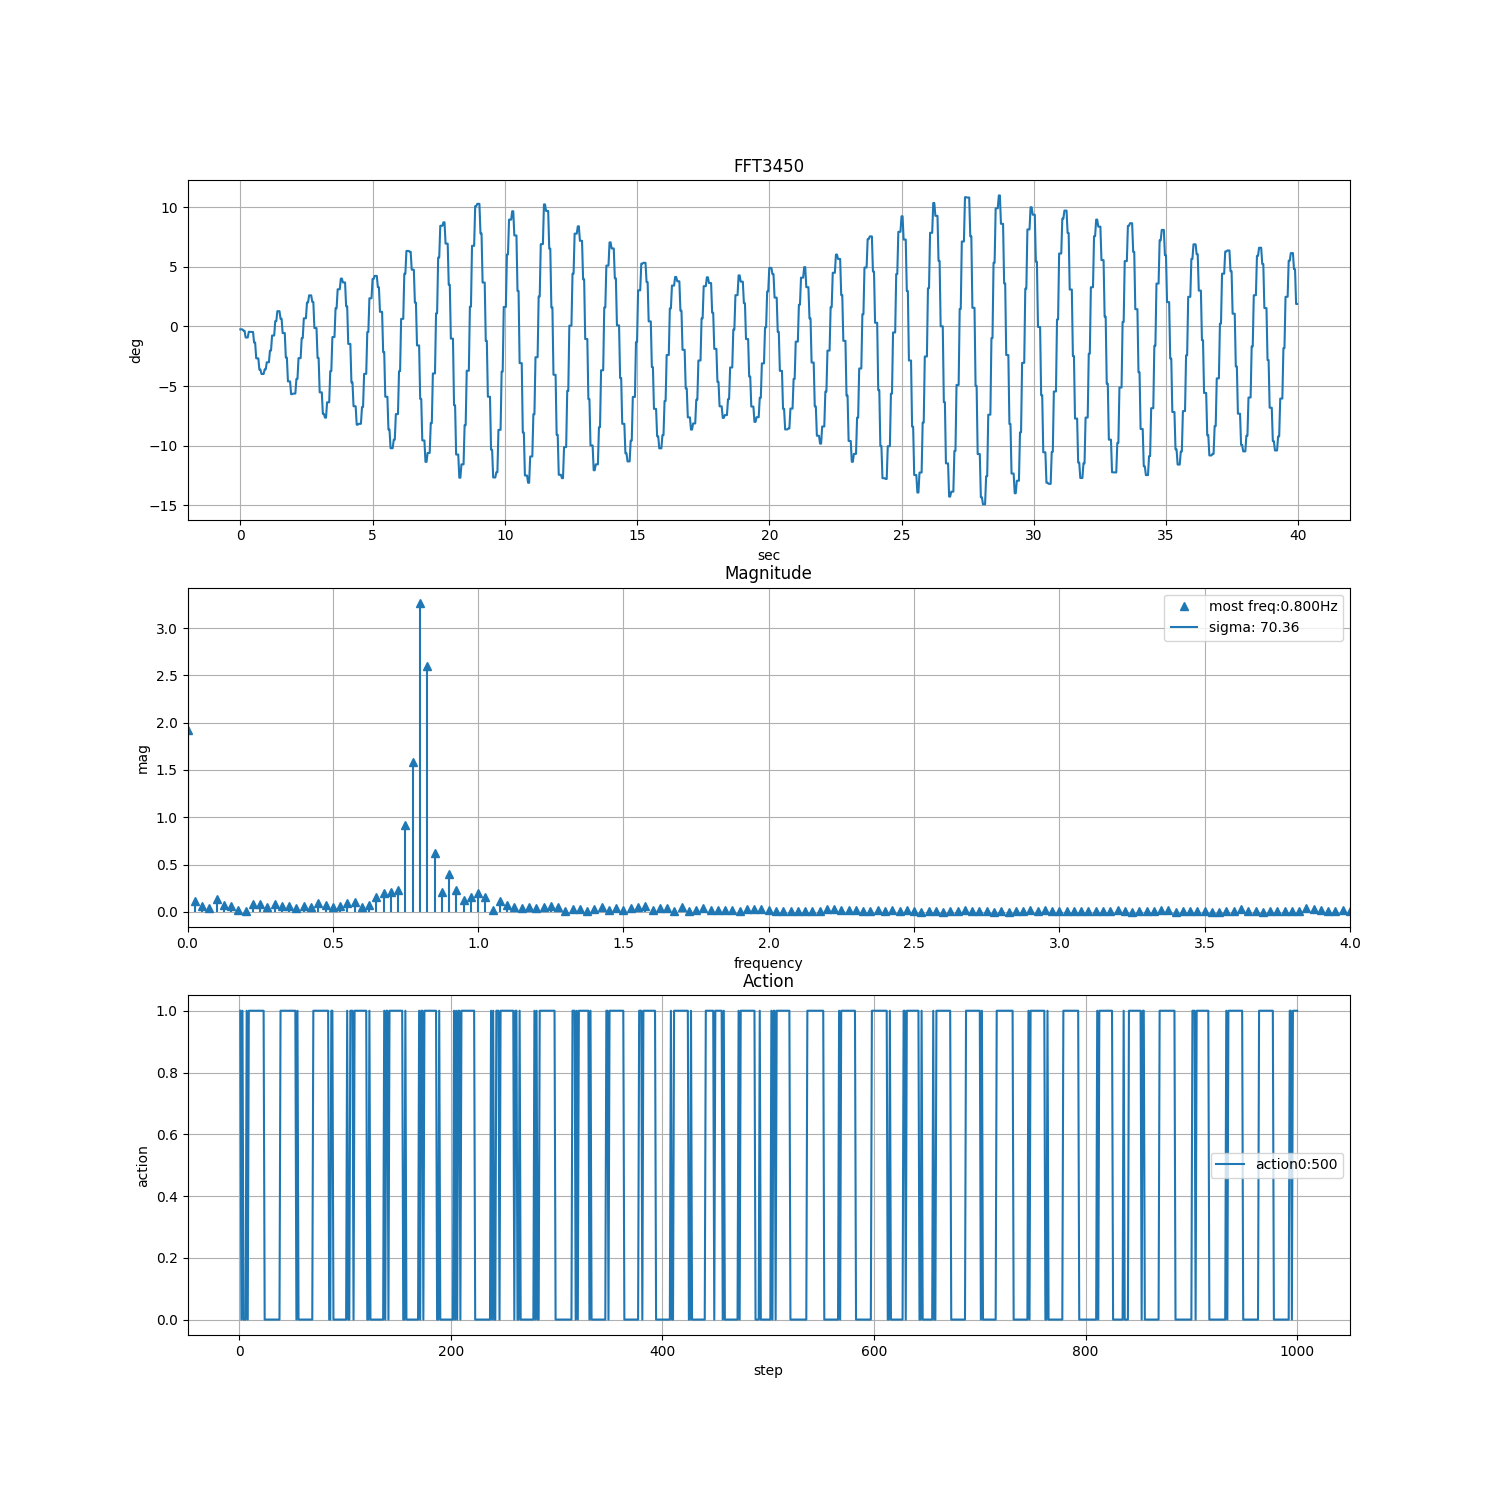 FFT3450
10
5
0
−5
−10
−15
deg
0 5 10 15 20 25 30 35 40
sec
Magnitude
most freq:0.800Hz
sigma: 70.36
3.0
2.5
2.0
1.5
1.0
0.5
0.0
mag
0.0 0.5 1.0 1.5 2.0 2.5 3.0 3.5 4.0
frequency
Action
1.0
0.8
0.6
0.4
0.2
0.0
action
action0:500
0 200 400 600 800 1000
step